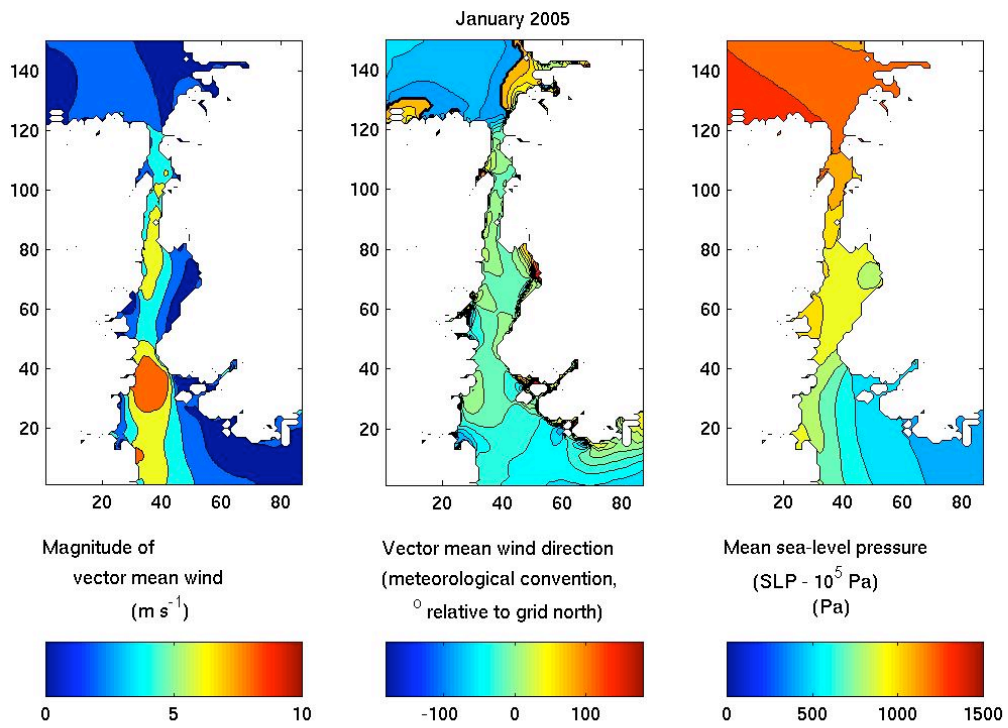 January 2005
140
120
100
80
60
40
20
20 40 60 80
140
120
100
80
60
40
20
20 40 60 80
140
120
100
80
60
40
20
20 40 60 80
Magnitude of
vector mean wind
(m s⁻¹)
0 5 10
Vector mean wind direction
(meteorological convention,
° relative to grid north)
-100 0 100
Mean sea-level pressure
(SLP - 10⁵ Pa)
(Pa)
0 500 1000 1500